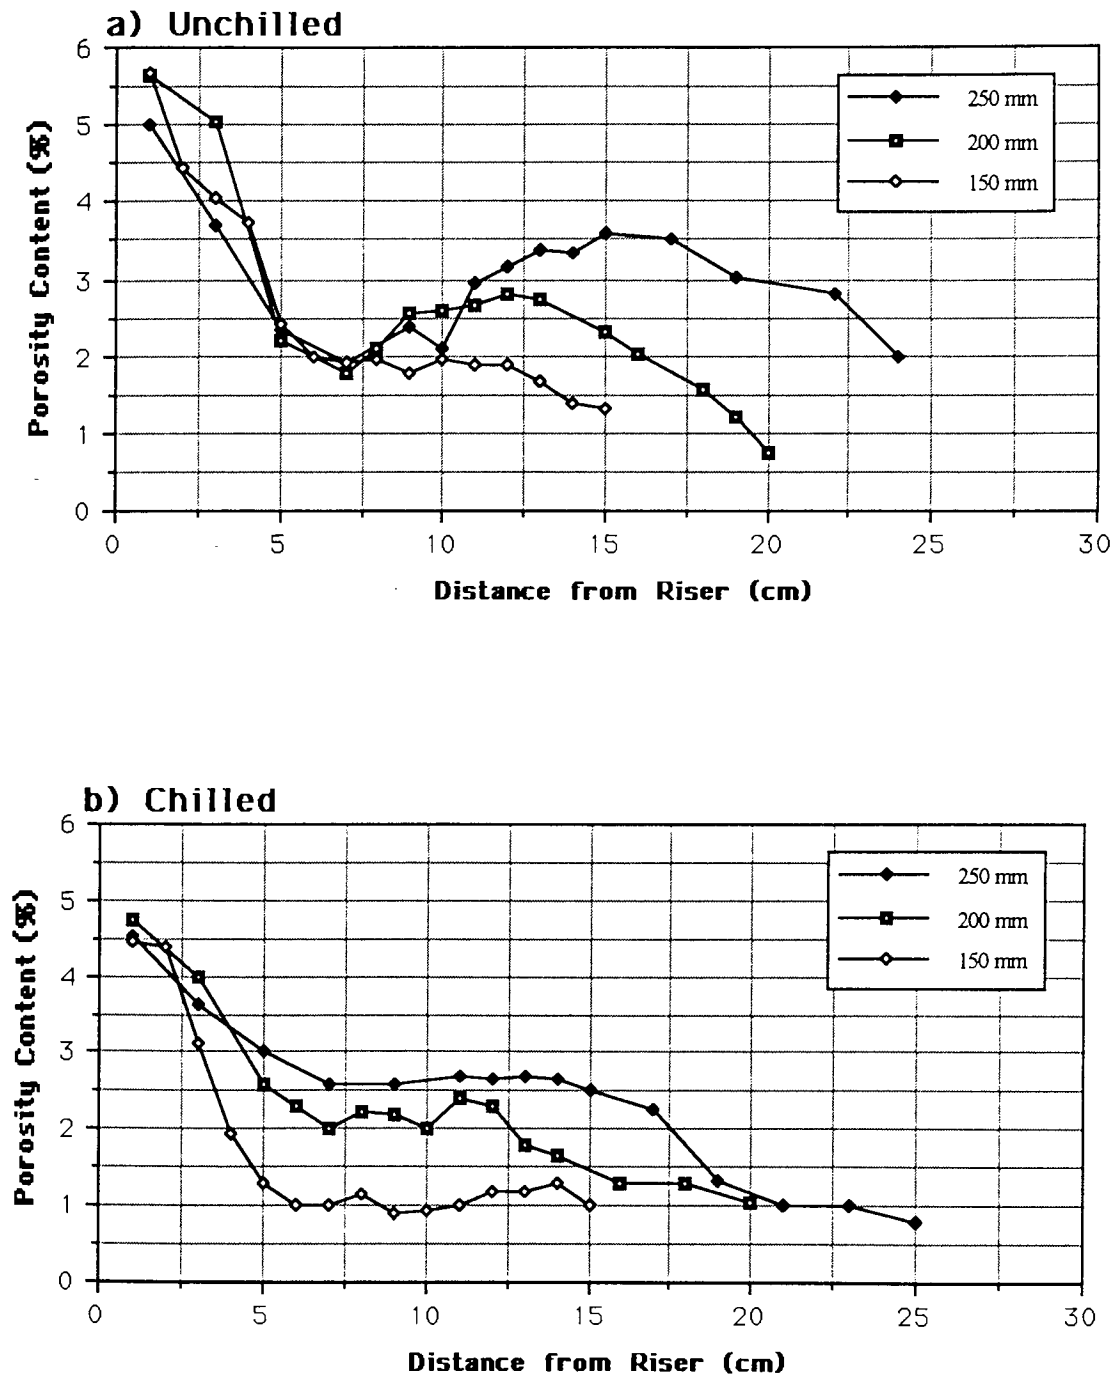 a) Unchilled
6
5
4
3
2
1
0
Porosity Content (%)
250 mm
200 mm
150 mm
0 5 10 15 20 25 30
Distance from Riser (cm)
b) Chilled
6
5
4
3
2
1
0
Porosity Content (%)
250 mm
200 mm
150 mm
0 5 10 15 20 25 30
Distance from Riser (cm)